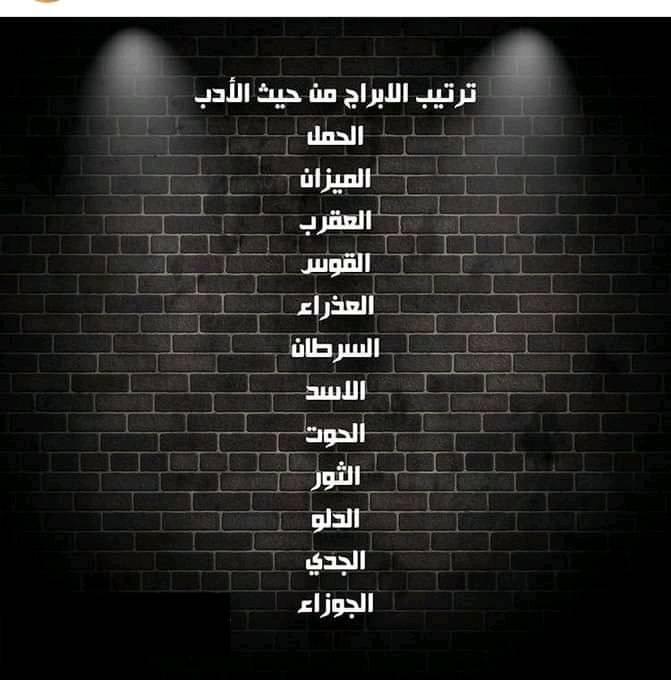 ترتيب الابراج من حيث الأدب
الحمل
الميزان
العقرب
القوس
العذراء
السرطان
الاسد
الحوت
الثور
الدلو
الجدي
الجوزاء